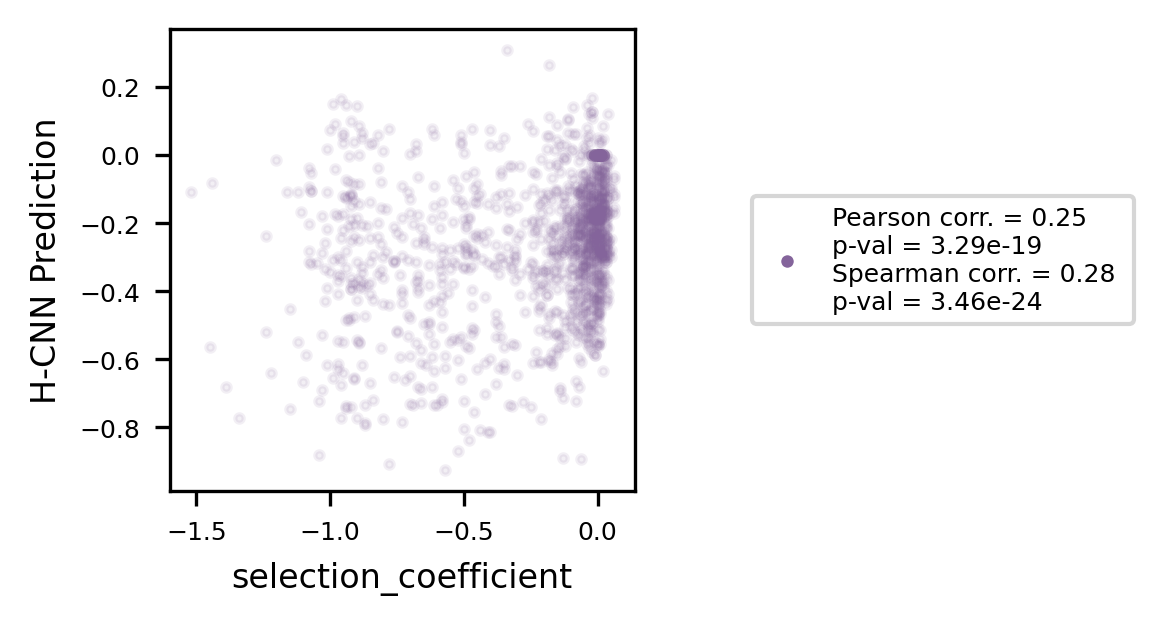 H-CNN Prediction
0.2
0.0
−0.2
−0.4
−0.6
−0.8
−1.5
−1.0
−0.5
0.0
selection_coefficient
Pearson corr. = 0.25
p-val = 3.29e-19
Spearman corr. = 0.28
p-val = 3.46e-24